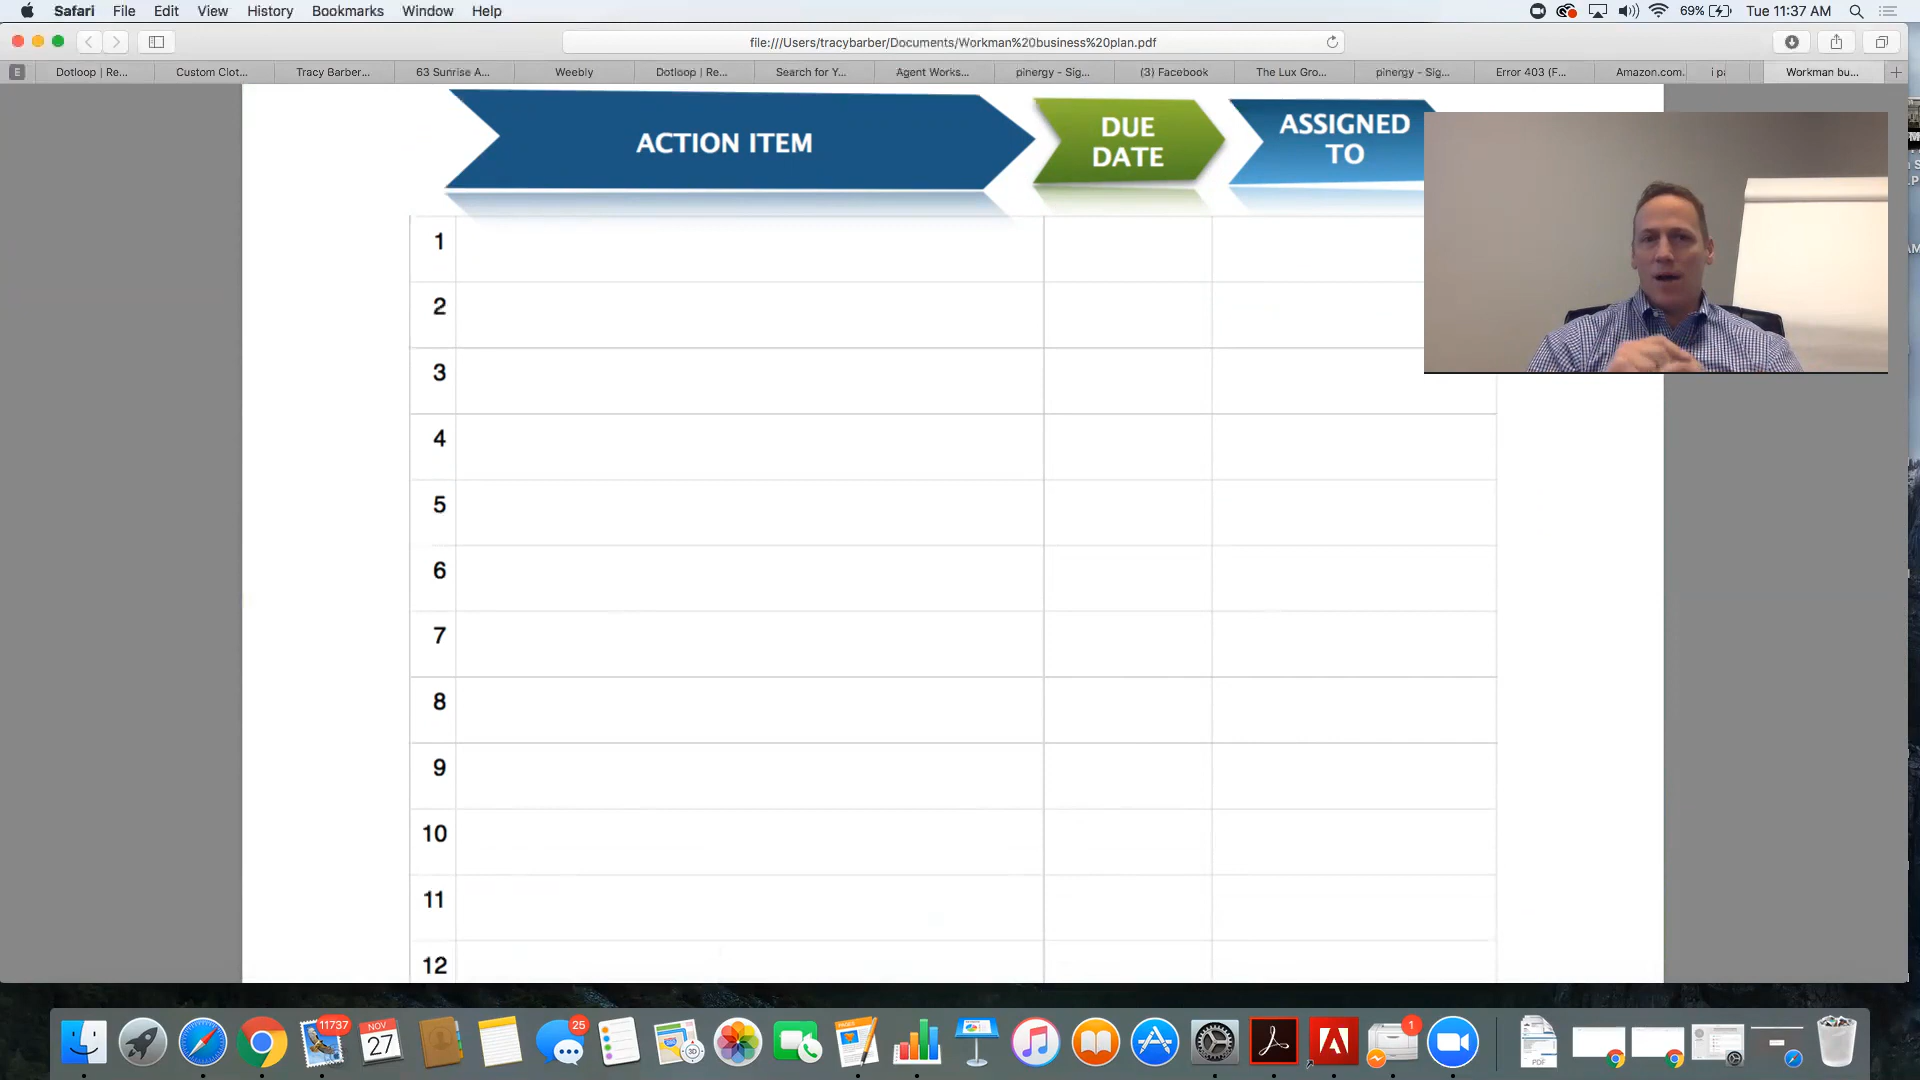 Safari File Edit View History Bookmarks Window Help 69% Tue 11:37 AM
file:///Users/tracybarber/Documents/Workman%20business%20plan.pdf
E Dotloop | Re... Custom Clot... Tracy Barber... 63 Sunrise A... Weebly Dotloop | Re... Search for Y... Agent Works... pinergy - Sig... (3) Facebook The Lux Gro... pinergy - Sig... Error 403 (F... Amazon.com. Workman bu...
ACTION ITEM
DUE
DATE
ASSIGNED
TO
1
2
3
4
5
6
7
8
9
10
11
12
11737
NOV
27
25
3D
PAGES
1
PDF